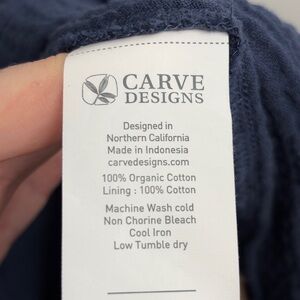 CARVE
DESIGNS
Designed in
Northern California
Made in Indonesia
carvedesigns.com
100% Organic Cotton
Lining : 100% Cotton
Machine Wash cold
Non Chorine Bleach
Cool Iron
Low Tumble dry